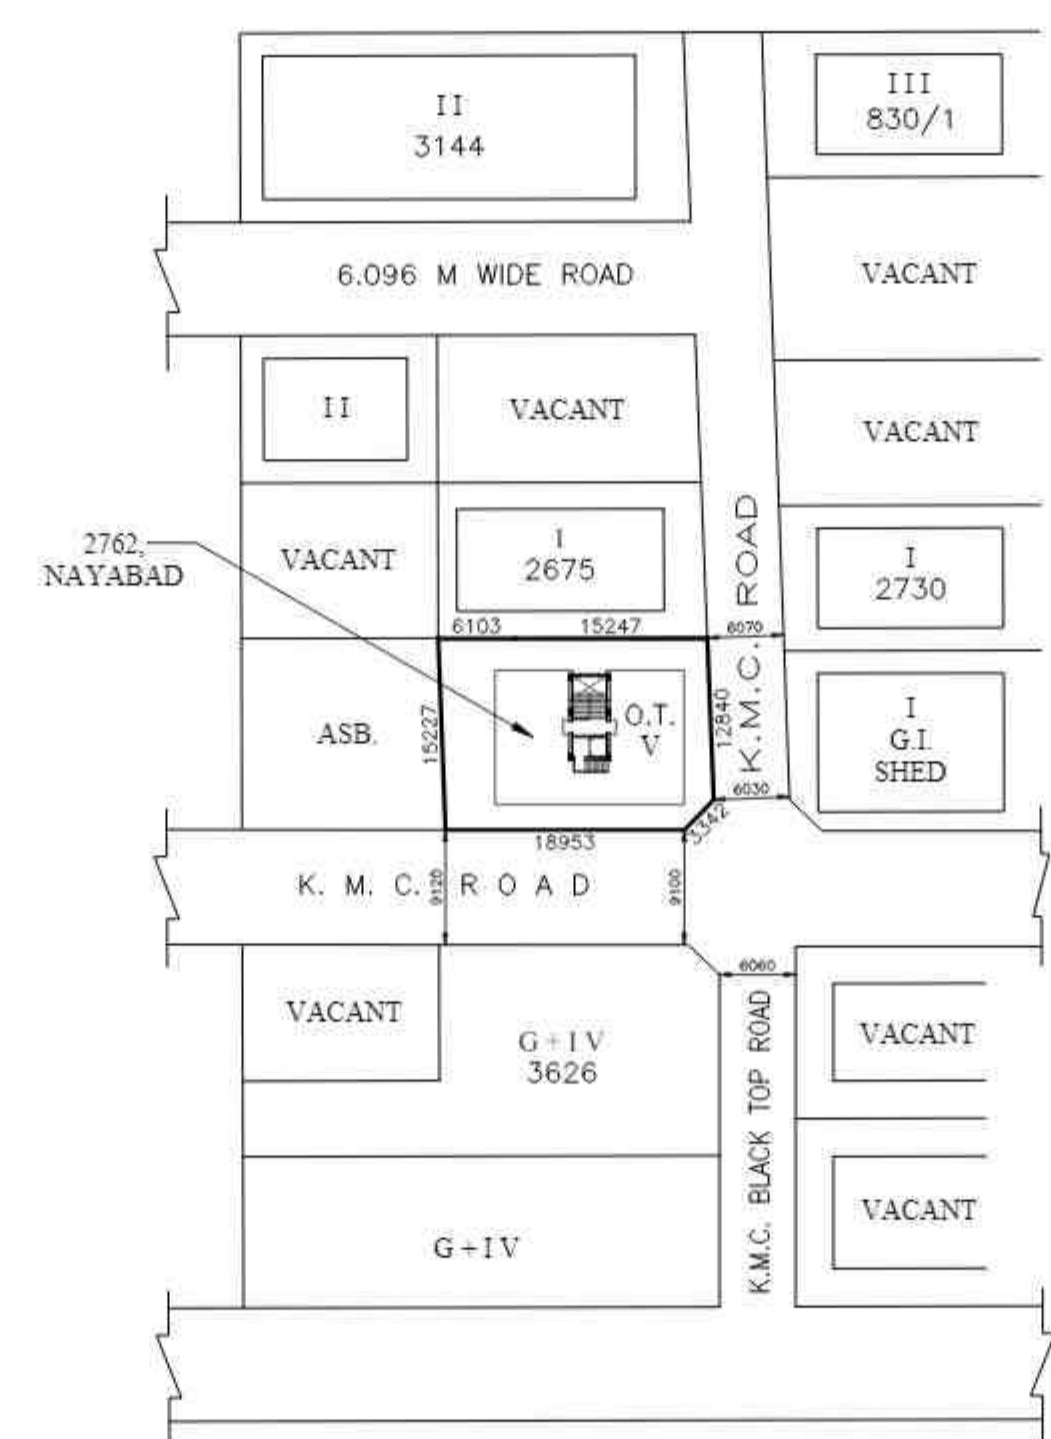 II
3144
III
830/1
6.096 M WIDE ROAD
VACANT
II
VACANT
VACANT
2762,
NAYABAD
VACANT
I
2675
K.M.C. ROAD
I
2730
6103
15247
6070
ASB.
15227
O.T.
V
12840
I
G.I.
SHED
6030
3342
18953
K. M. C. ROAD
9120
9100
6060
VACANT
G+IV
3626
K.M.C. BLACK TOP ROAD
VACANT
G+IV
VACANT